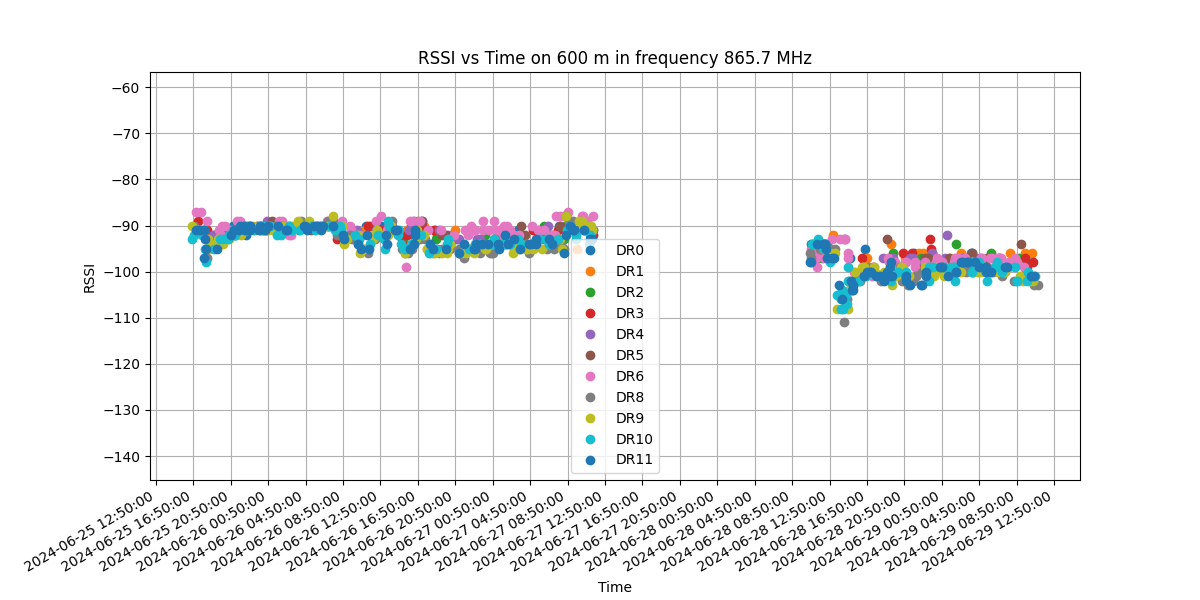 RSSI vs Time on 600 m in frequency 865.7 MHz
−60
−70
−80
−90
−100
−110
−120
−130
−140
RSSI
DR0
DR1
DR2
DR3
DR4
DR5
DR6
DR8
DR9
DR10
DR11
2024-06-25 12:50:00
2024-06-25 16:50:00
2024-06-25 20:50:00
2024-06-26 00:50:00
2024-06-26 04:50:00
2024-06-26 08:50:00
2024-06-26 12:50:00
2024-06-26 16:50:00
2024-06-26 20:50:00
2024-06-27 00:50:00
2024-06-27 04:50:00
2024-06-27 08:50:00
2024-06-27 12:50:00
2024-06-27 16:50:00
2024-06-27 20:50:00
2024-06-28 00:50:00
2024-06-28 04:50:00
2024-06-28 08:50:00
2024-06-28 12:50:00
2024-06-28 16:50:00
2024-06-28 20:50:00
2024-06-29 00:50:00
2024-06-29 04:50:00
2024-06-29 08:50:00
2024-06-29 12:50:00
Time